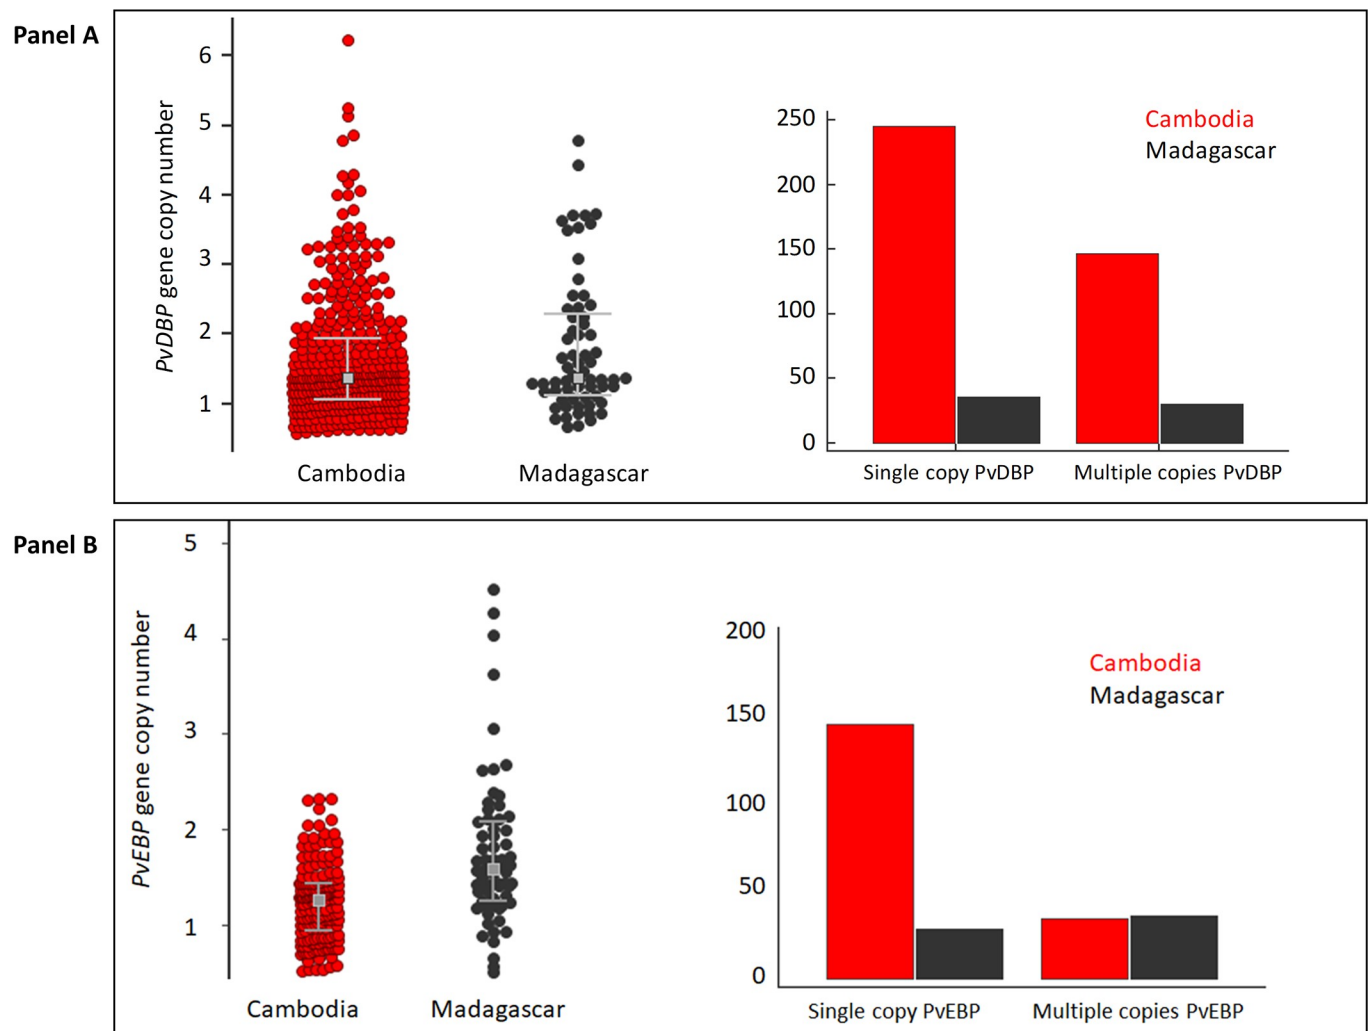 Panel A
PvDBP gene copy number
6
5
4
3
2
1
Cambodia
Madagascar
250
200
150
100
50
0
Cambodia
Madagascar
Single copy PvDBP
Multiple copies PvDBP
Panel B
PvEBP gene copy number
5
4
3
2
1
Cambodia
Madagascar
200
150
100
50
0
Cambodia
Madagascar
Single copy PvEBP
Multiple copies PvEBP